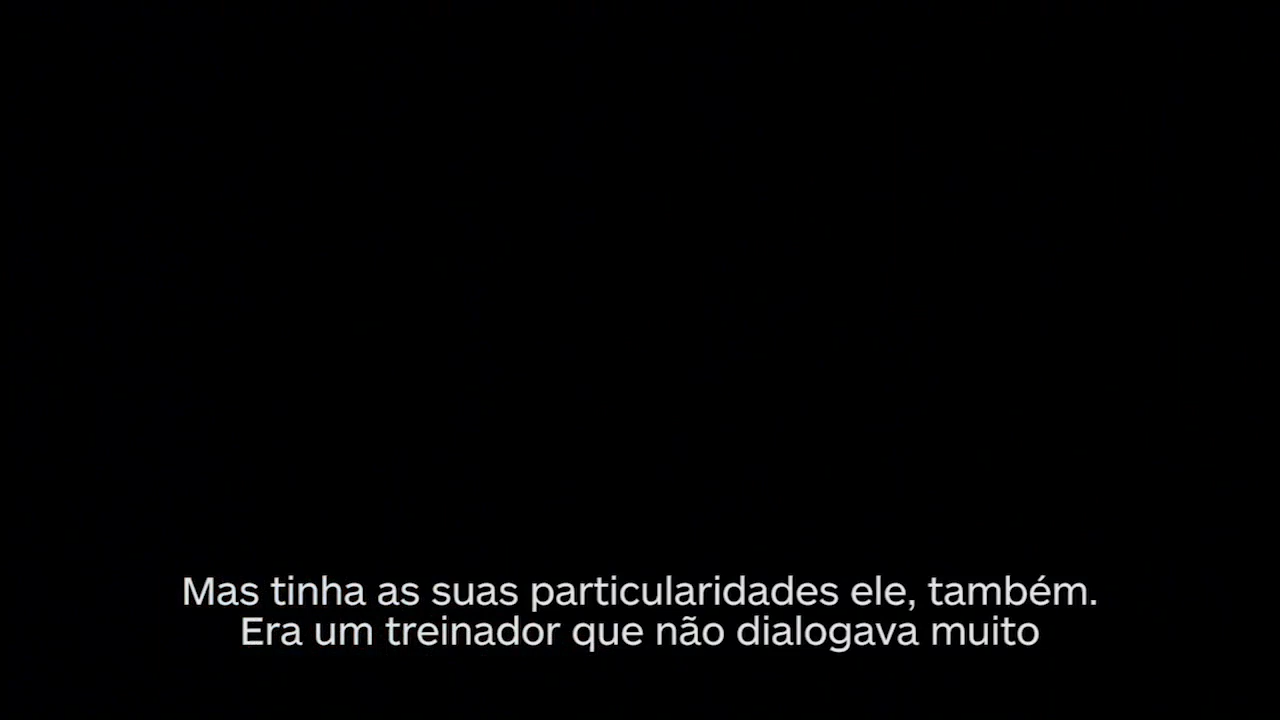 Mas tinha as suas particularidades ele, também.
Era um treinador que não dialogava muito